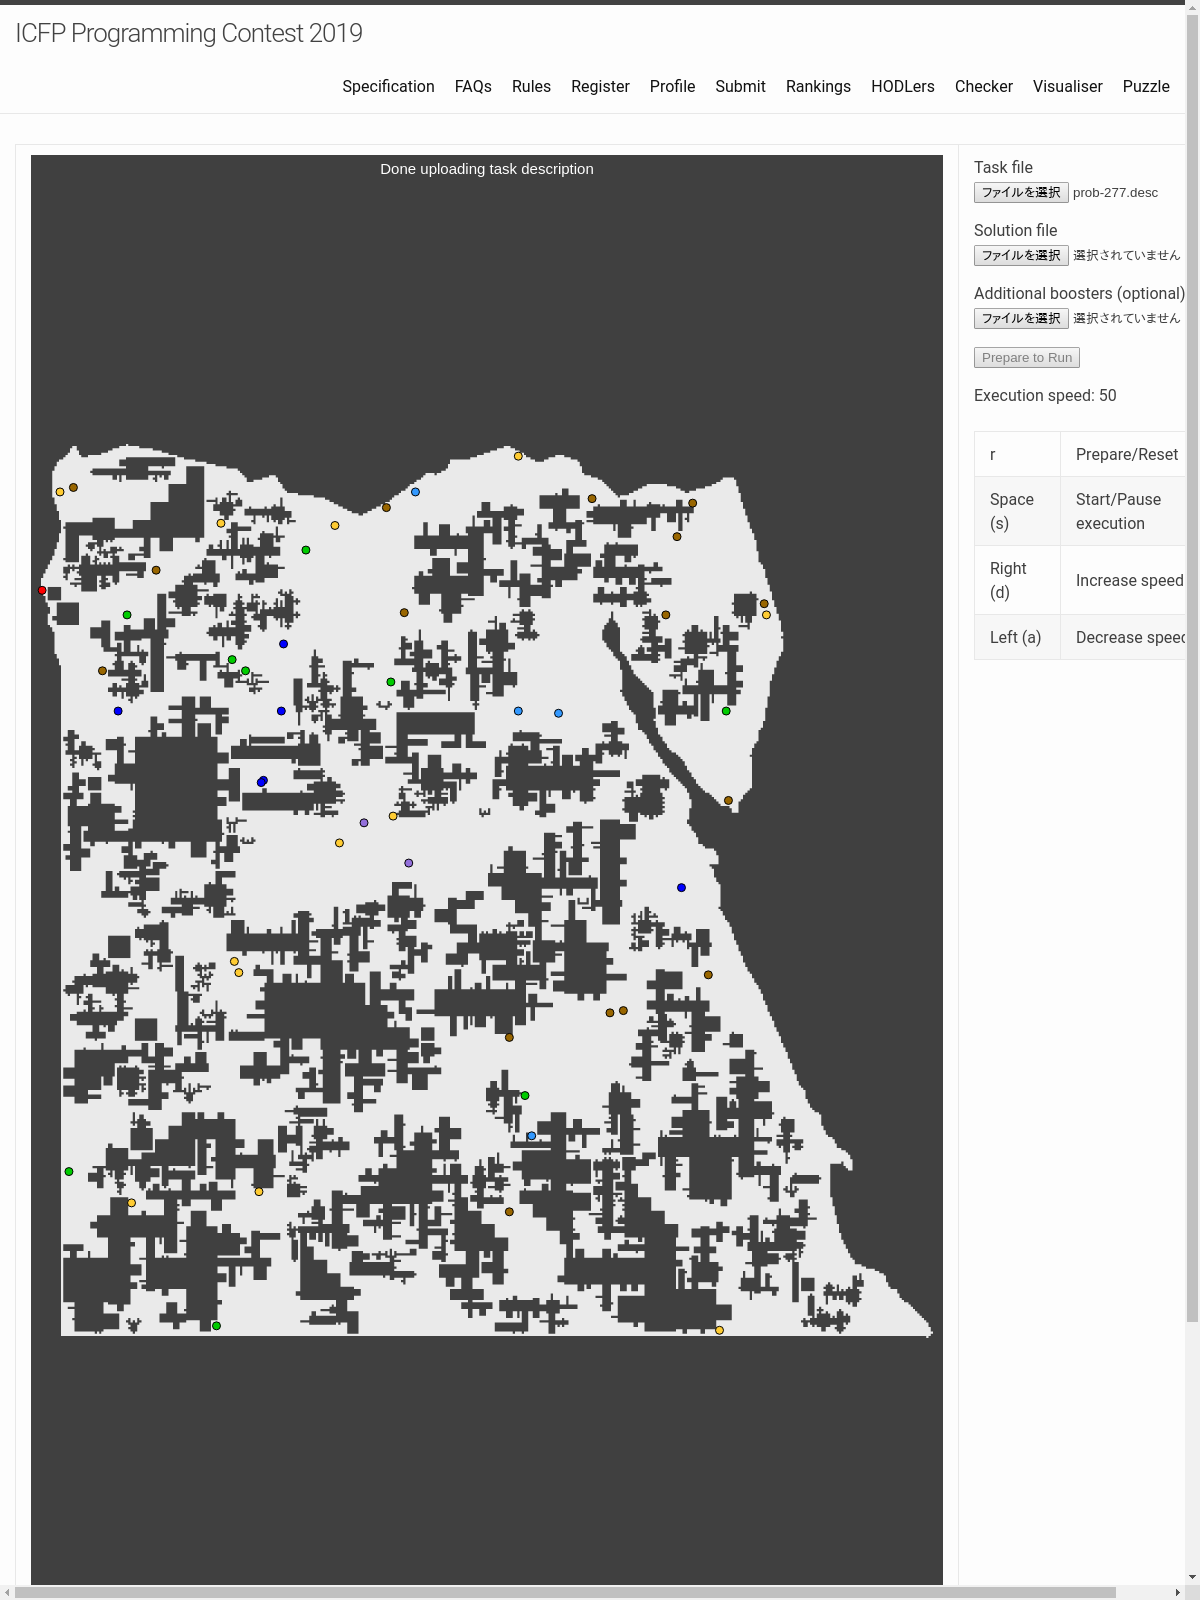 ICFP Programming Contest 2019
Specification FAQs Rules Register Profile Submit Rankings HODLers Checker Visualiser Puzzle
Done uploading task description
Task file
ファイルを選択 prob-277.desc
Solution file
ファイルを選択 選択されていません
Additional boosters (optional)
ファイルを選択 選択されていません
Prepare to Run
Execution speed: 50
r Prepare/Reset
Space (s) Start/Pause execution
Right (d) Increase speed
Left (a) Decrease speed